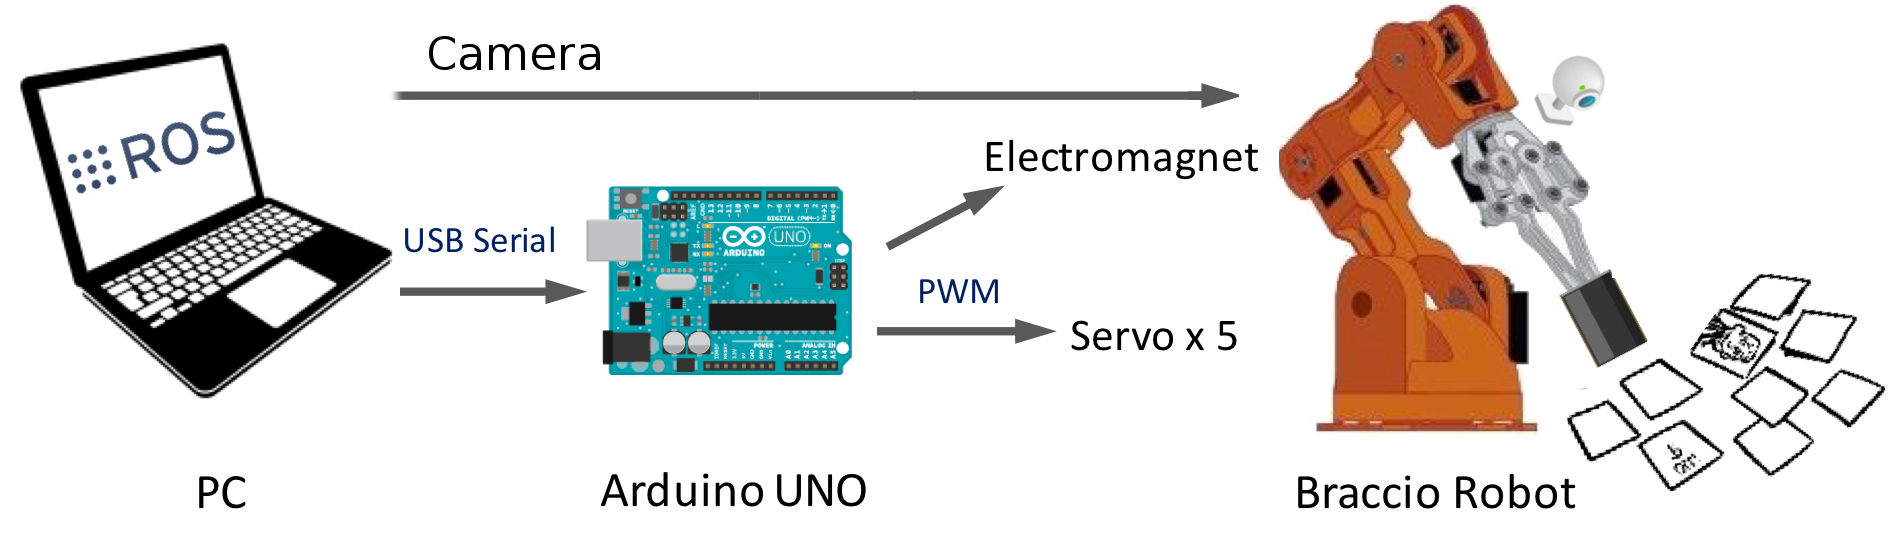 Camera
ROS
Electromagnet
USB Serial
UNO
ARDUINO
PWM
Servo x 5
PC
Arduino UNO
Braccio Robot